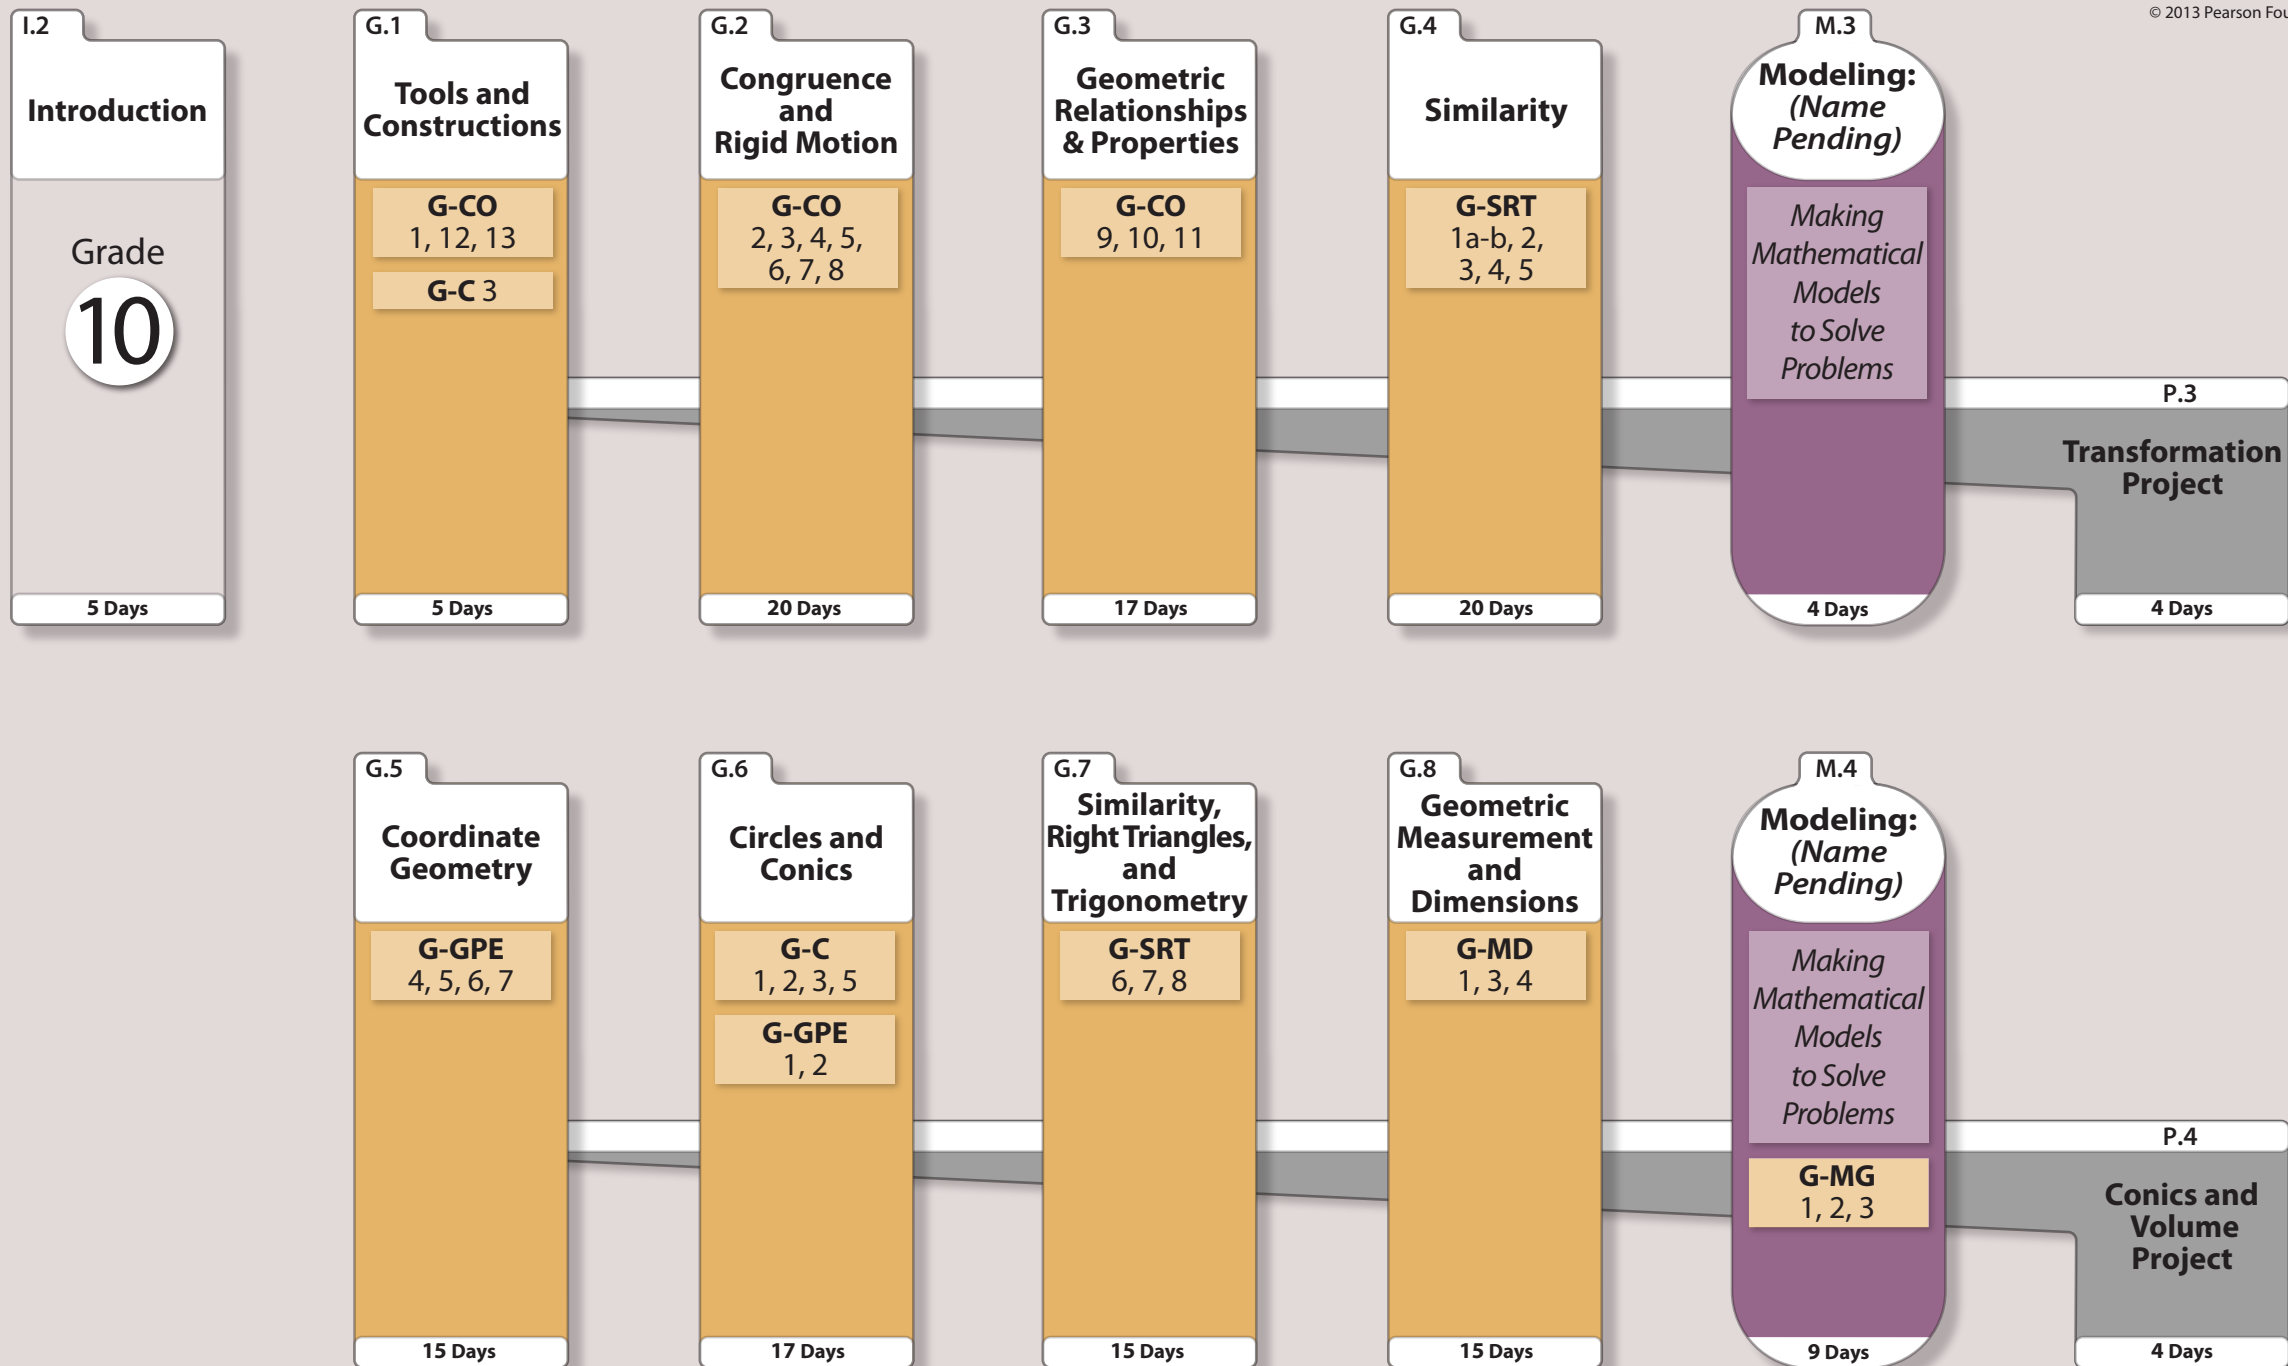 © 2013 Pearson Fou
I.2
Introduction
Grade
10
5 Days
G.1
Tools and
Constructions
G-CO
1, 12, 13
G-C 3
5 Days
G.2
Congruence
and
Rigid Motion
G-CO
2, 3, 4, 5,
6, 7, 8
20 Days
G.3
Geometric
Relationships
& Properties
G-CO
9, 10, 11
17 Days
G.4
Similarity
G-SRT
1a-b, 2,
3, 4, 5
20 Days
M.3
Modeling:
(Name
Pending)
Making
Mathematical
Models
to Solve
Problems
4 Days
P.3
Transformation
Project
4 Days
G.5
Coordinate
Geometry
G-GPE
4, 5, 6, 7
15 Days
G.6
Circles and
Conics
G-C
1, 2, 3, 5
G-GPE
1, 2
17 Days
G.7
Similarity,
Right Triangles,
and
Trigonometry
G-SRT
6, 7, 8
15 Days
G.8
Geometric
Measurement
and
Dimensions
G-MD
1, 3, 4
15 Days
M.4
Modeling:
(Name
Pending)
Making
Mathematical
Models
to Solve
Problems
G-MG
1, 2, 3
9 Days
P.4
Conics and
Volume
Project
4 Days